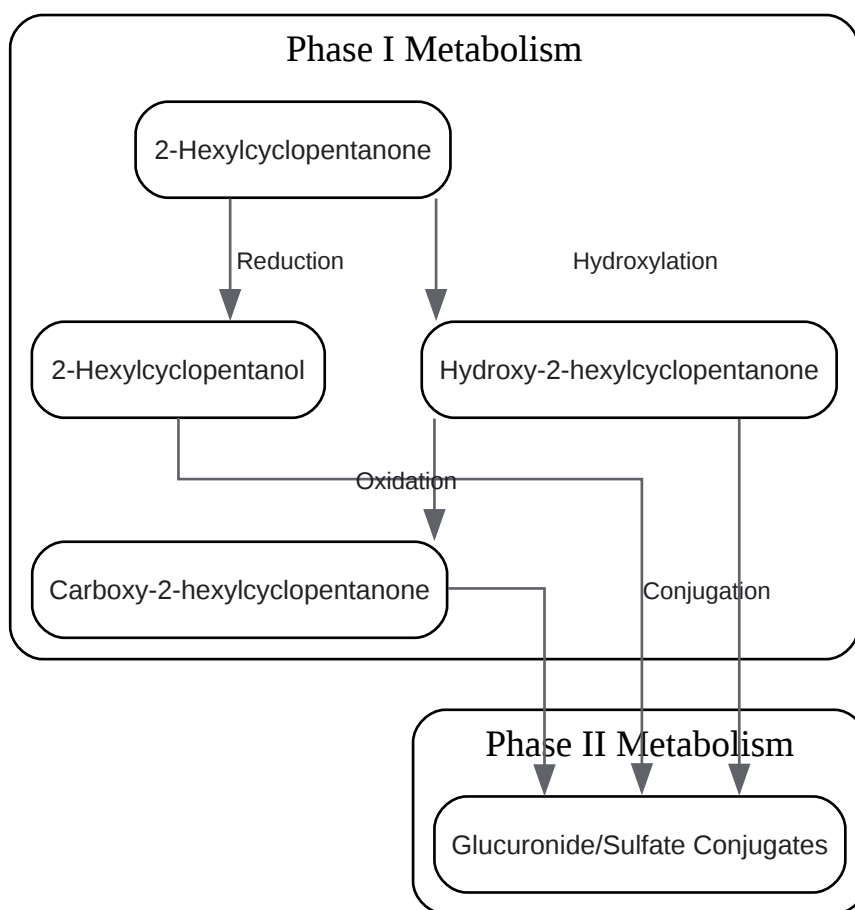 Phase I Metabolism
2-Hexylcyclopentanone
Reduction
Hydroxylation
2-Hexylcyclopentanol
Hydroxy-2-hexylcyclopentanone
Oxidation
Carboxy-2-hexylcyclopentanone
Conjugation
Phase II Metabolism
Glucuronide/Sulfate Conjugates